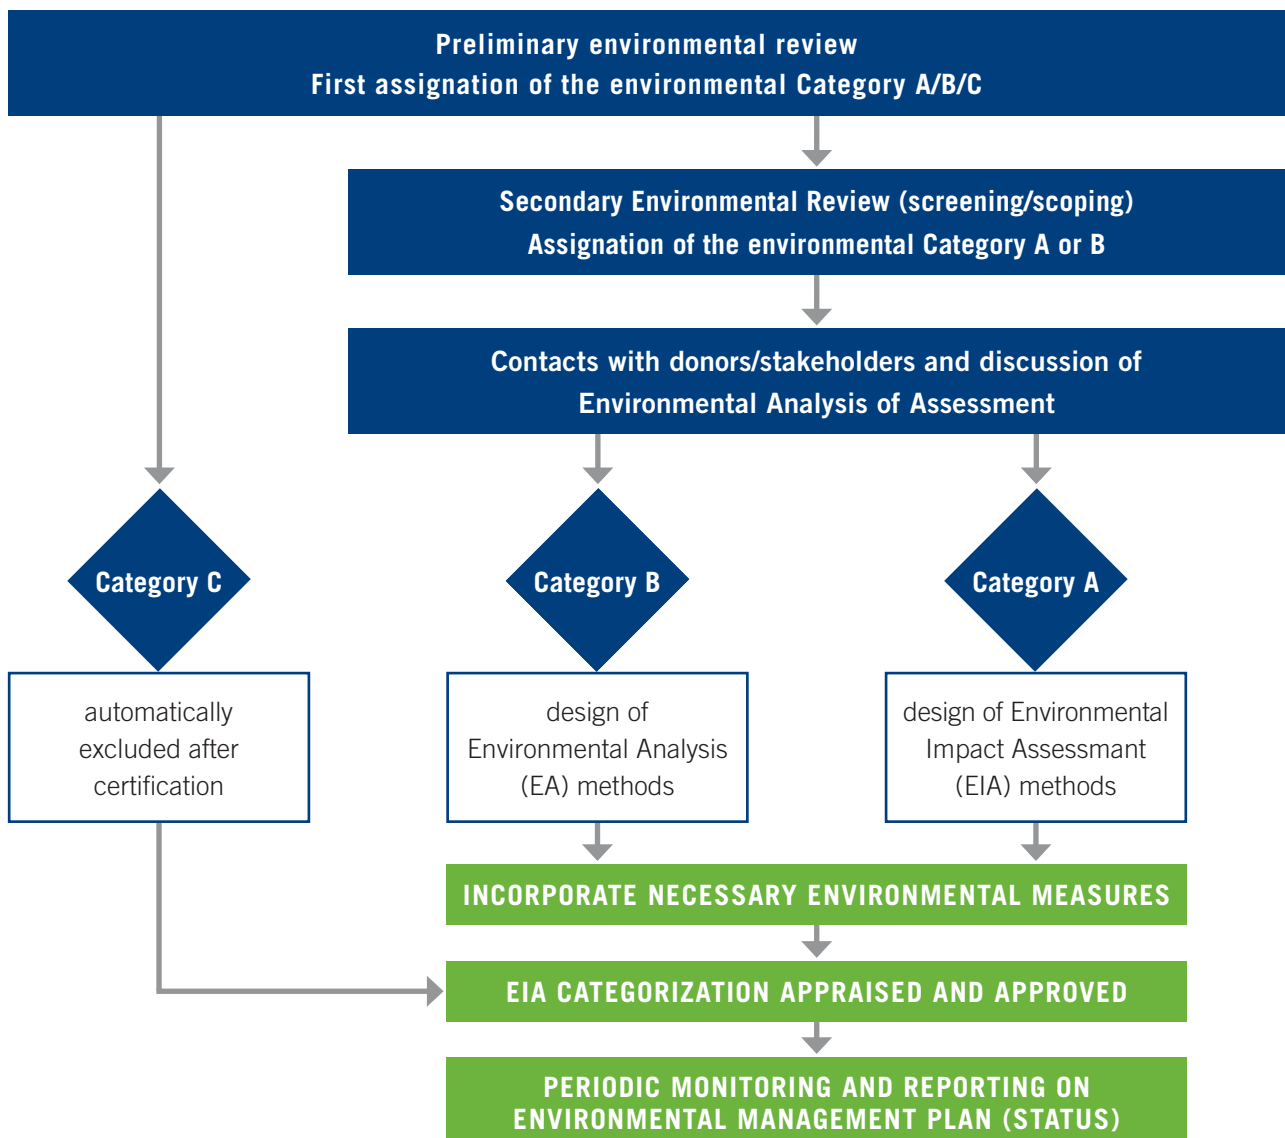 Preliminary environmental review
First assignation of the environmental Category A/B/C
Secondary Environmental Review (screening/scoping)
Assignation of the environmental Category A or B
Contacts with donors/stakeholders and discussion of
Environmental Analysis of Assessment
Category C
Category B
Category A
automatically
excluded after
certification
design of
Environmental Analysis
(EA) methods
design of Environmental
Impact Assessmant
(EIA) methods
INCORPORATE NECESSARY ENVIRONMENTAL MEASURES
EIA CATEGORIZATION APPRAISED AND APPROVED
PERIODIC MONITORING AND REPORTING ON
ENVIRONMENTAL MANAGEMENT PLAN (STATUS)